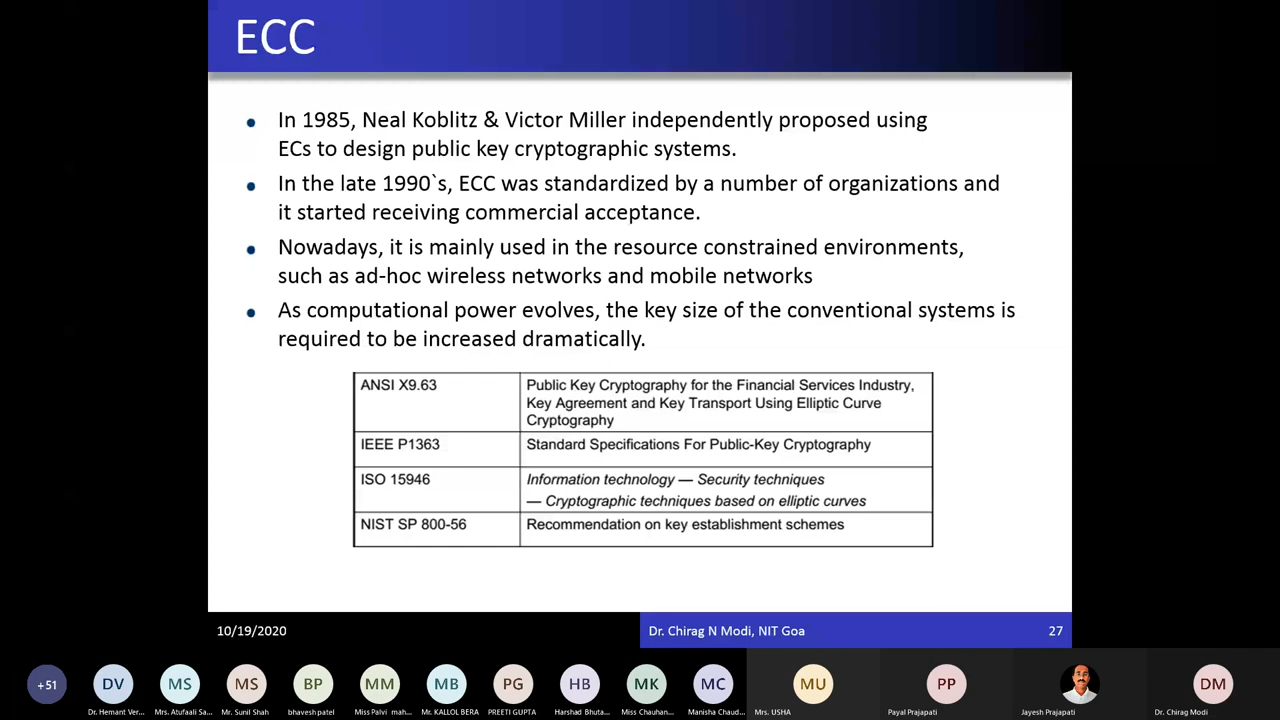 ECC
In 1985, Neal Koblitz & Victor Miller independently proposed using
ECs to design public key cryptographic systems.
In the late 1990`s, ECC was standardized by a number of organizations and
it started receiving commercial acceptance.
Nowadays, it is mainly used in the resource constrained environments,
such as ad-hoc wireless networks and mobile networks
As computational power evolves, the key size of the conventional systems is
required to be increased dramatically.
ANSI X9.63
Public Key Cryptography for the Financial Services Industry,
Key Agreement and Key Transport Using Elliptic Curve
Cryptography
IEEE P1363
Standard Specifications For Public-Key Cryptography
ISO 15946
Information technology — Security techniques
— Cryptographic techniques based on elliptic curves
NIST SP 800-56
Recommendation on key establishment schemes
10/19/2020
Dr. Chirag N Modi, NIT Goa
27
+51
DV
MS
MS
BP
MM
MB
PG
HB
MK
MC
MU
PP
DM
Dr. Hemant Ver...
Mrs. Atufaali Sa...
Mr. Sunil Shah
bhavesh patel
Miss Palvi mah...
Mr. KALLOL BERA
PREETI GUPTA
Harshad Bhuta...
Miss Chauhan...
Manisha Chaud...
Mrs. USHA
Payal Prajapati
Jayesh Prajapati
Dr. Chirag Modi